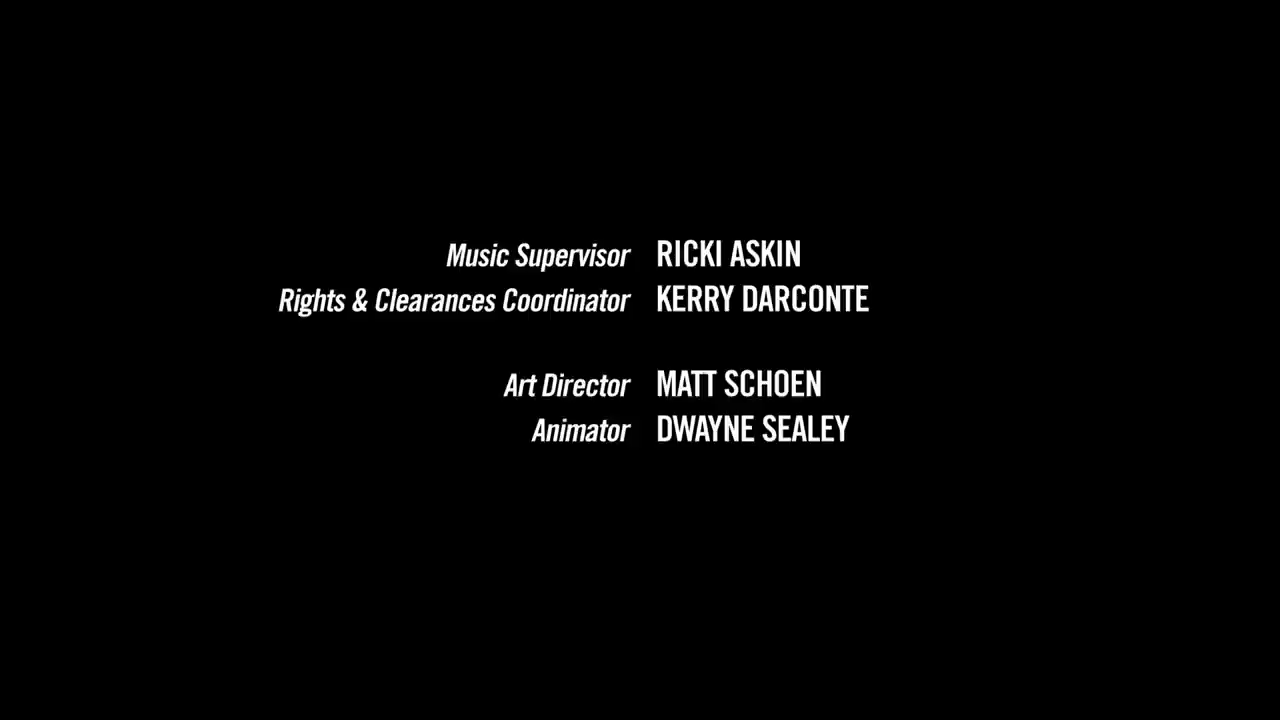 Music Supervisor RICKI ASKIN
Rights & Clearances Coordinator KERRY DARCONTE
Art Director MATT SCHOEN
Animator DWAYNE SEALEY